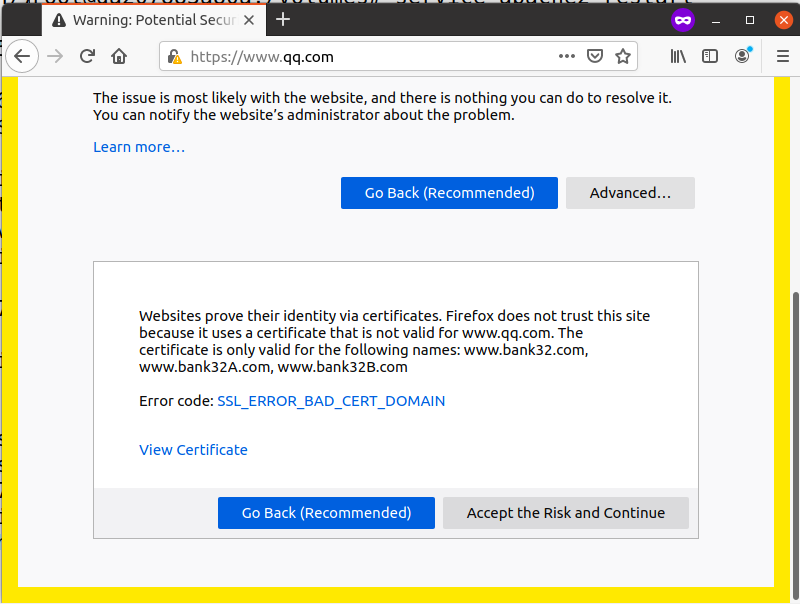 Warning: Potential Secur
https://www.qq.com
The issue is most likely with the website, and there is nothing you can do to resolve it.
You can notify the website’s administrator about the problem.
Learn more…
Go Back (Recommended)
Advanced…
Websites prove their identity via certificates. Firefox does not trust this site
because it uses a certificate that is not valid for www.qq.com. The
certificate is only valid for the following names: www.bank32.com,
www.bank32A.com, www.bank32B.com
Error code: SSL_ERROR_BAD_CERT_DOMAIN
View Certificate
Go Back (Recommended)
Accept the Risk and Continue